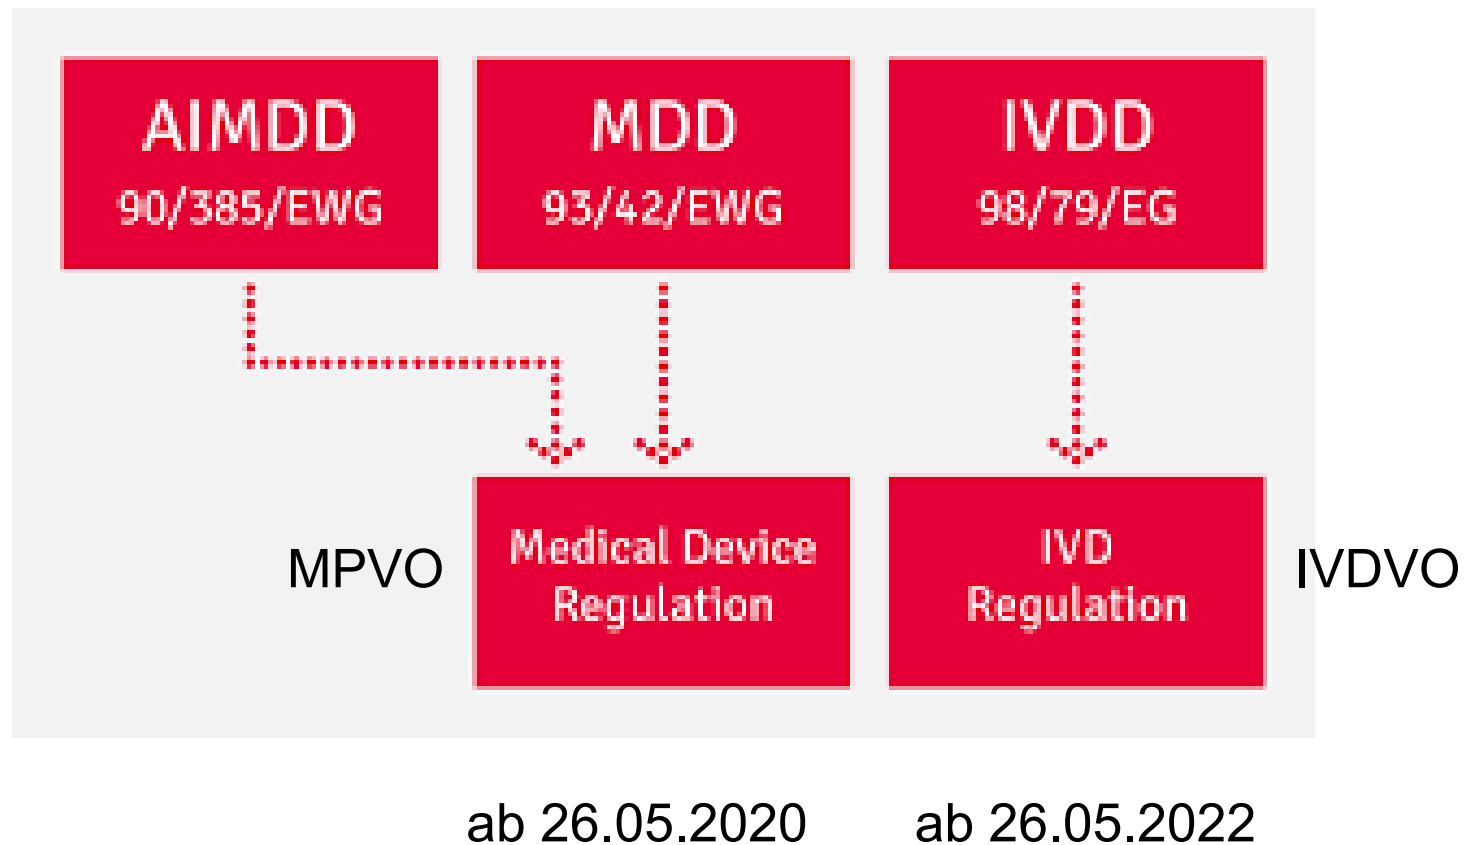 AIMDD
90/385/EWG
MDD
93/42/EWG
IVDD
98/79/EG
MPVO
Medical Device
Regulation
IVD
Regulation
IVDVO
ab 26.05.2020
ab 26.05.2022